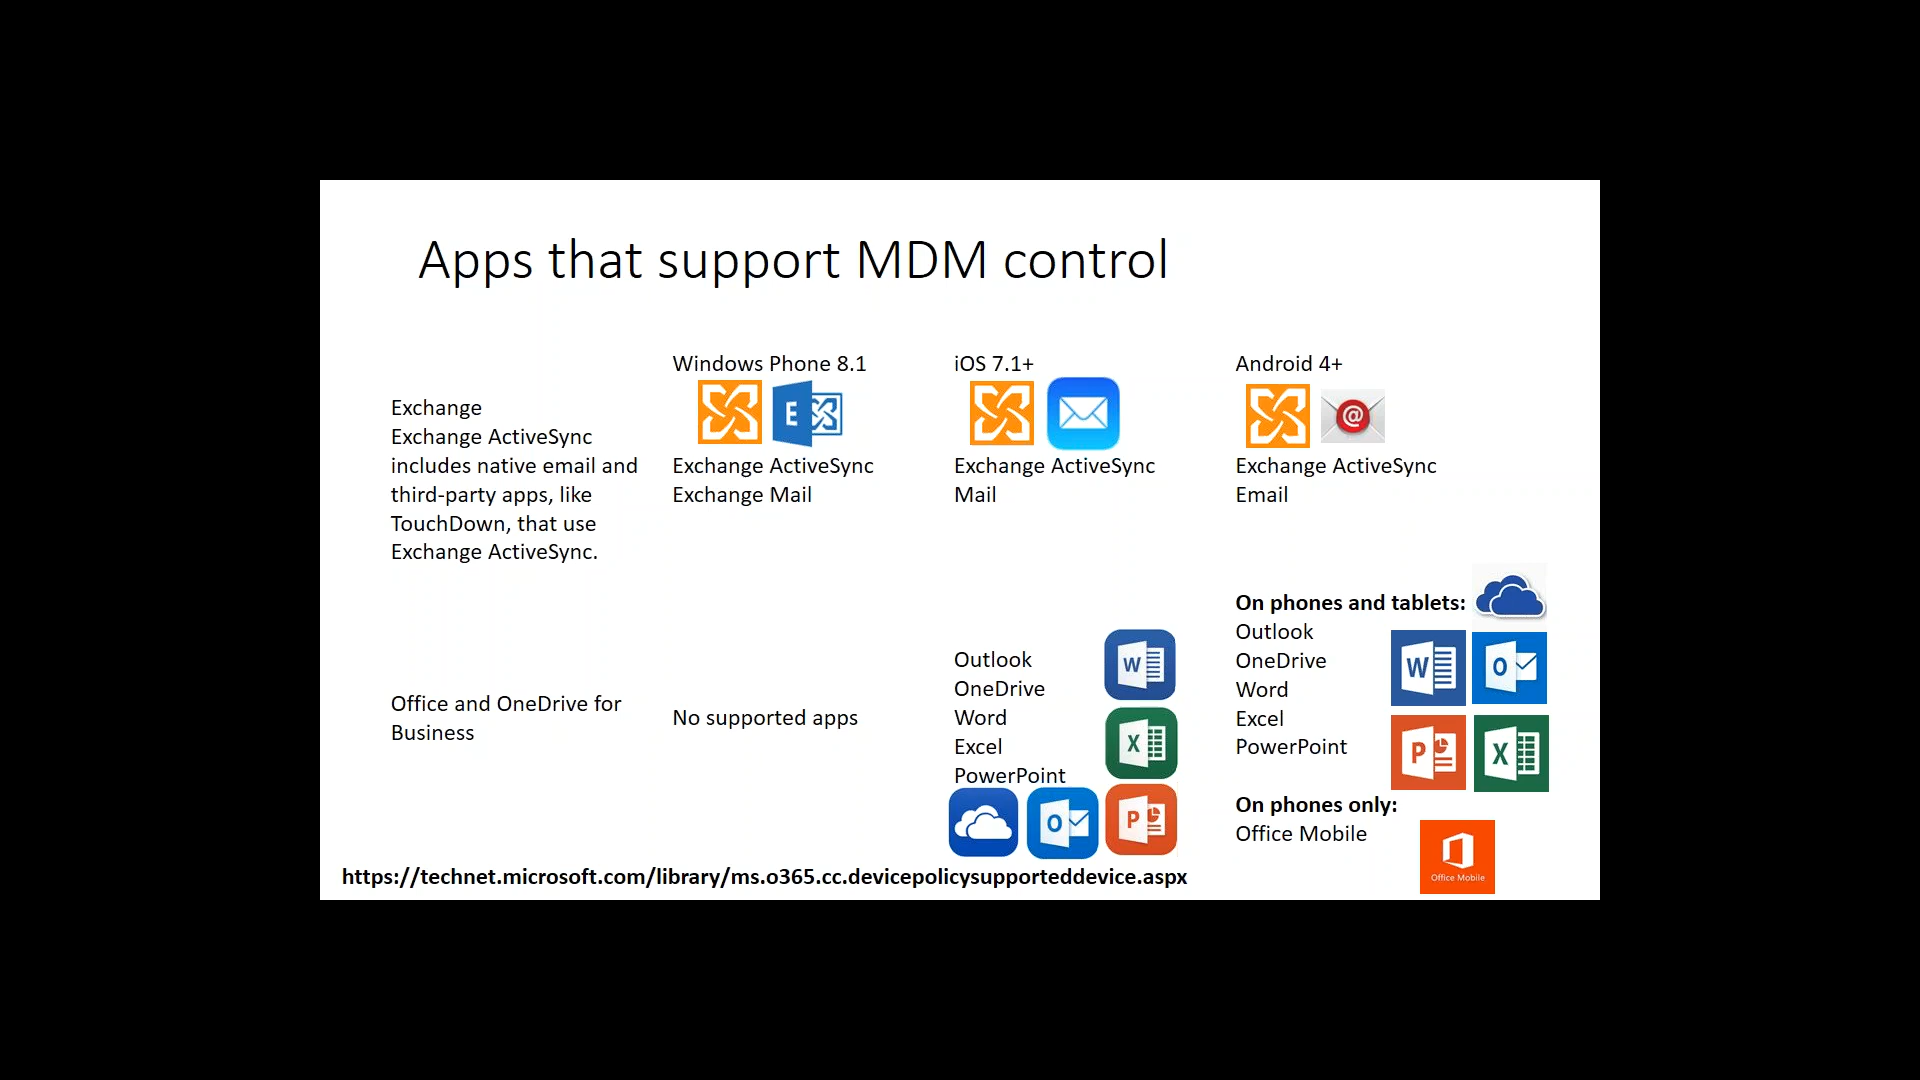 Apps that support MDM control
Windows Phone 8.1
iOS 7.1+
Android 4+
Exchange
Exchange ActiveSync
includes native email and
third-party apps, like
TouchDown, that use
Exchange ActiveSync.
E
Exchange ActiveSync
Exchange Mail
Exchange ActiveSync
Mail
@
Exchange ActiveSync
Email
Office and OneDrive for
Business
No supported apps
Outlook
OneDrive
Word
Excel
PowerPoint
W
X
O
P
On phones and tablets:
Outlook
OneDrive
Word
Excel
PowerPoint
W
O
P
X
On phones only:
Office Mobile
Office Mobile
https://technet.microsoft.com/library/ms.o365.cc.devicepolicysupporteddevice.aspx